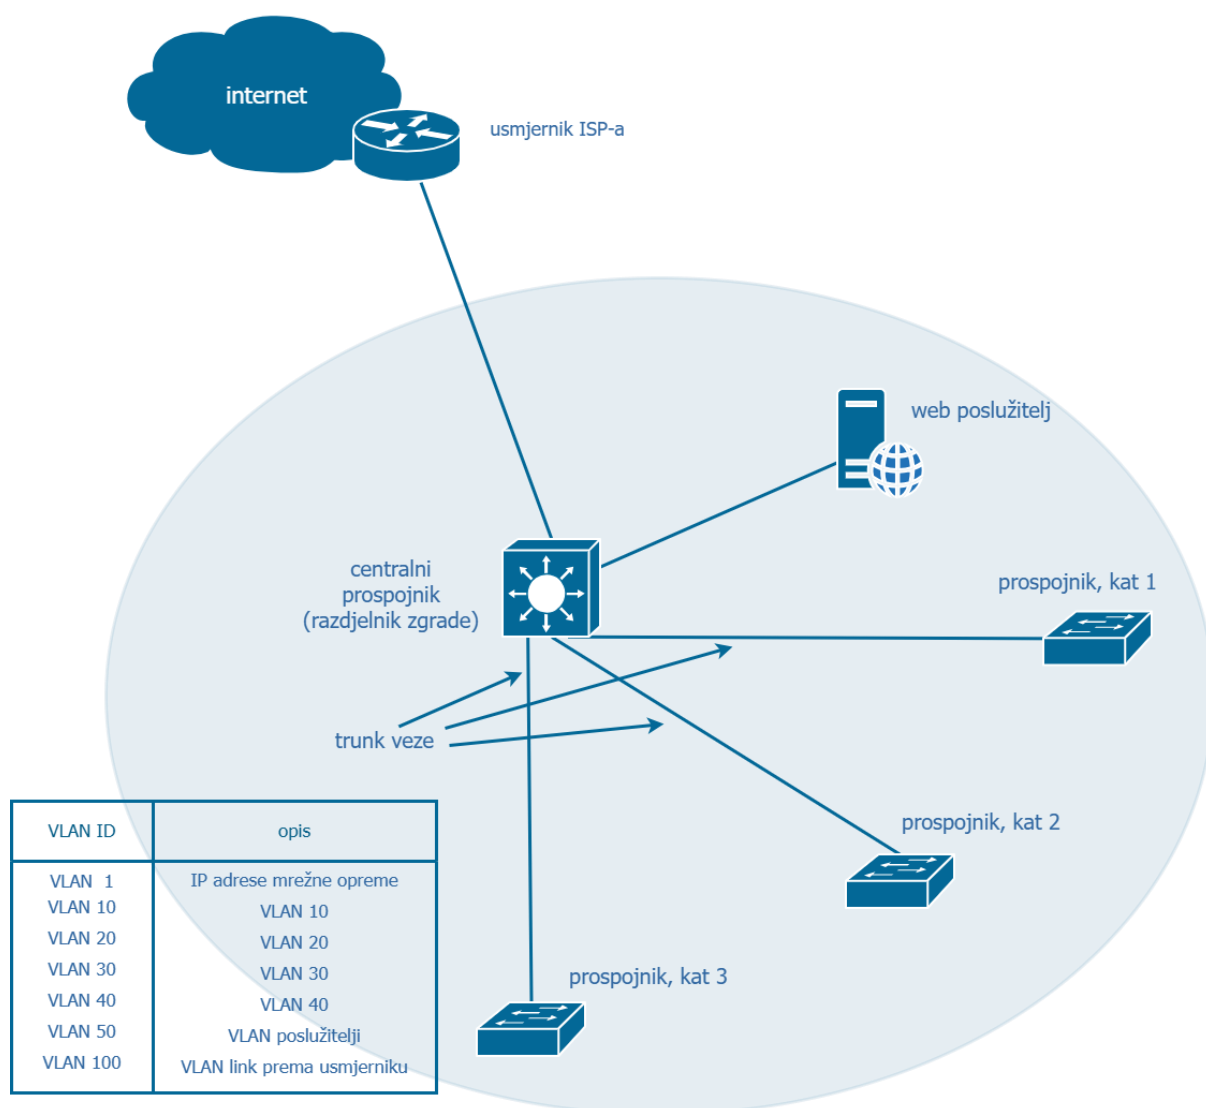 internet
usmjernik ISP-a
web poslužitelj
centralni
prospojnik
(razdjelnik zgrade)
prospojnik, kat 1
trunk veze
prospojnik, kat 2
prospojnik, kat 3
VLAN ID opis
VLAN 1 IP adrese mrežne opreme
VLAN 10 VLAN 10
VLAN 20 VLAN 20
VLAN 30 VLAN 30
VLAN 40 VLAN 40
VLAN 50 VLAN poslužitelji
VLAN 100 VLAN link prema usmjerniku